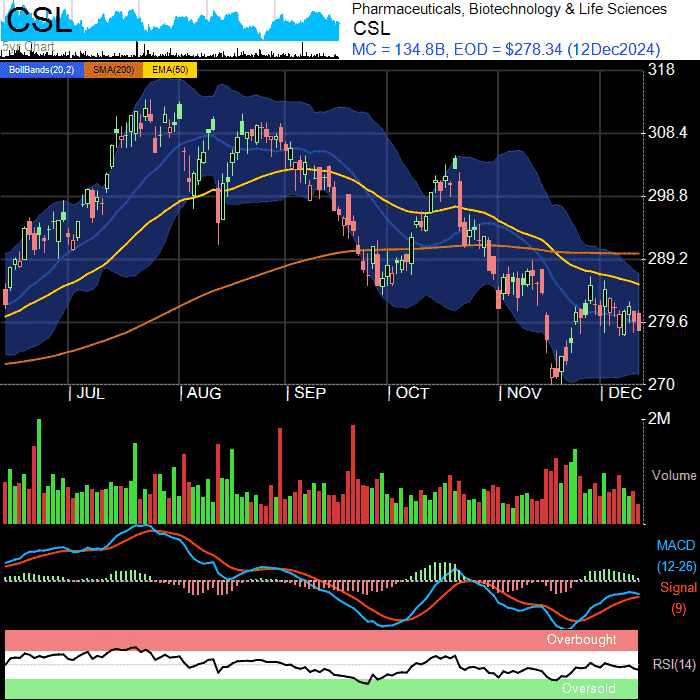 CSL
5yr Chart
Pharmaceuticals, Biotechnology & Life Sciences
CSL
MC = 134.8B, EOD = $278.34 (12Dec2024)
BollBands(20,2) SMA(200) EMA(50)
318
308.4
298.8
289.2
279.6
270
JUL AUG SEP OCT NOV DEC
2M
Volume
MACD
(12-26)
Signal
(9)
Overbought
RSI(14)
Oversold